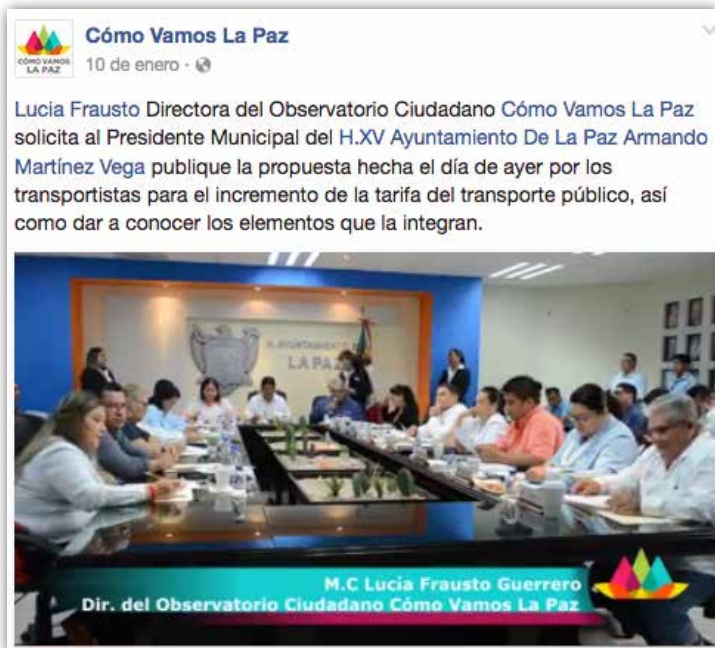 Cómo Vamos La Paz
10 de enero ·
CÓMO VAMOS
LA PAZ
Lucia Frausto Directora del Observatorio Ciudadano Cómo Vamos La Paz
solicita al Presidente Municipal del H.XV Ayuntamiento De La Paz Armando
Martínez Vega publique la propuesta hecha el día de ayer por los
transportistas para el incremento de la tarifa del transporte público, así
como dar a conocer los elementos que la integran.
H. AYUNTAMIENTO DE
LA PAZ
M.C Lucia Frausto Guerrero
Dir. del Observatorio Ciudadano Cómo Vamos La Paz